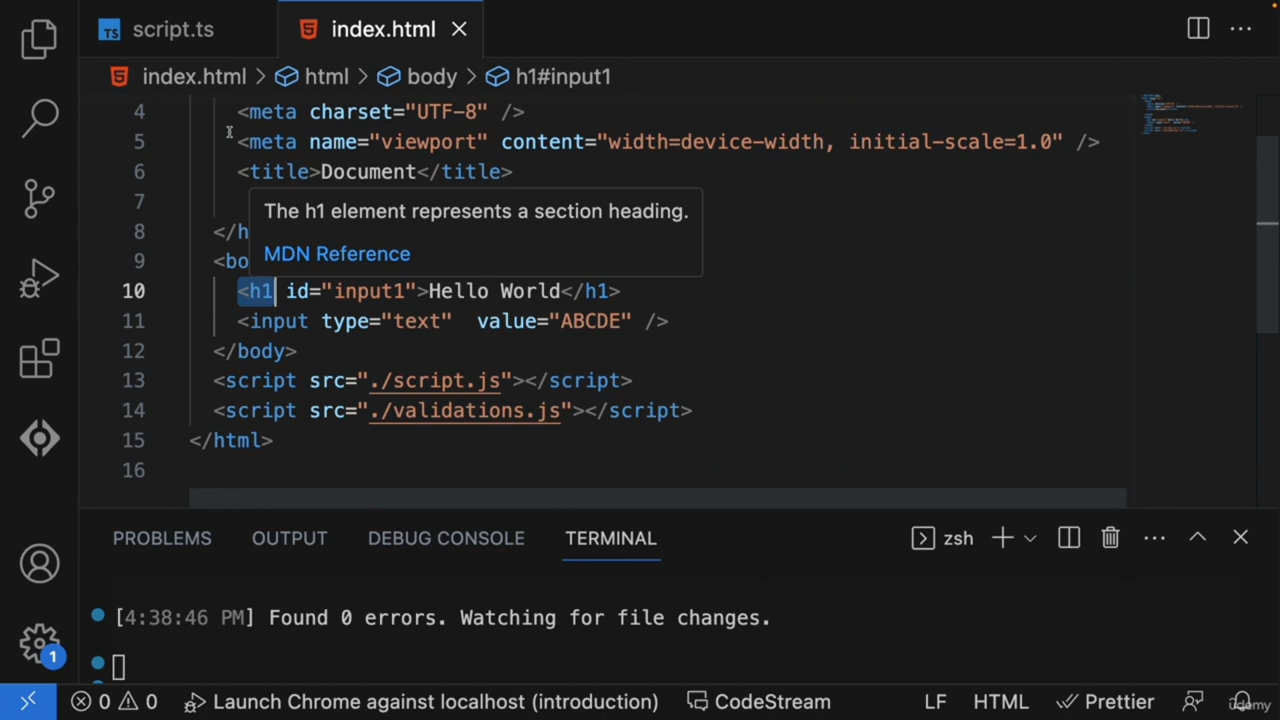 TS script.ts index.html
index.html > html > body > h1#input1
4 <meta charset="UTF-8" />
5 <meta name="viewport" content="width=device-width, initial-scale=1.0" />
6 <title>Document</title>
7
The h1 element represents a section heading.
8 </h
MDN Reference
9 <bo
10 <h1 id="input1">Hello World</h1>
11 <input type="text"  value="ABCDE" />
12 </body>
13 <script src="./script.js"></script>
14 <script src="./validations.js"></script>
15 </html>
16
PROBLEMS OUTPUT DEBUG CONSOLE TERMINAL zsh
[4:38:46 PM] Found 0 errors. Watching for file changes.
1
0 0 Launch Chrome against localhost (introduction) CodeStream LF HTML Prettier
udemy